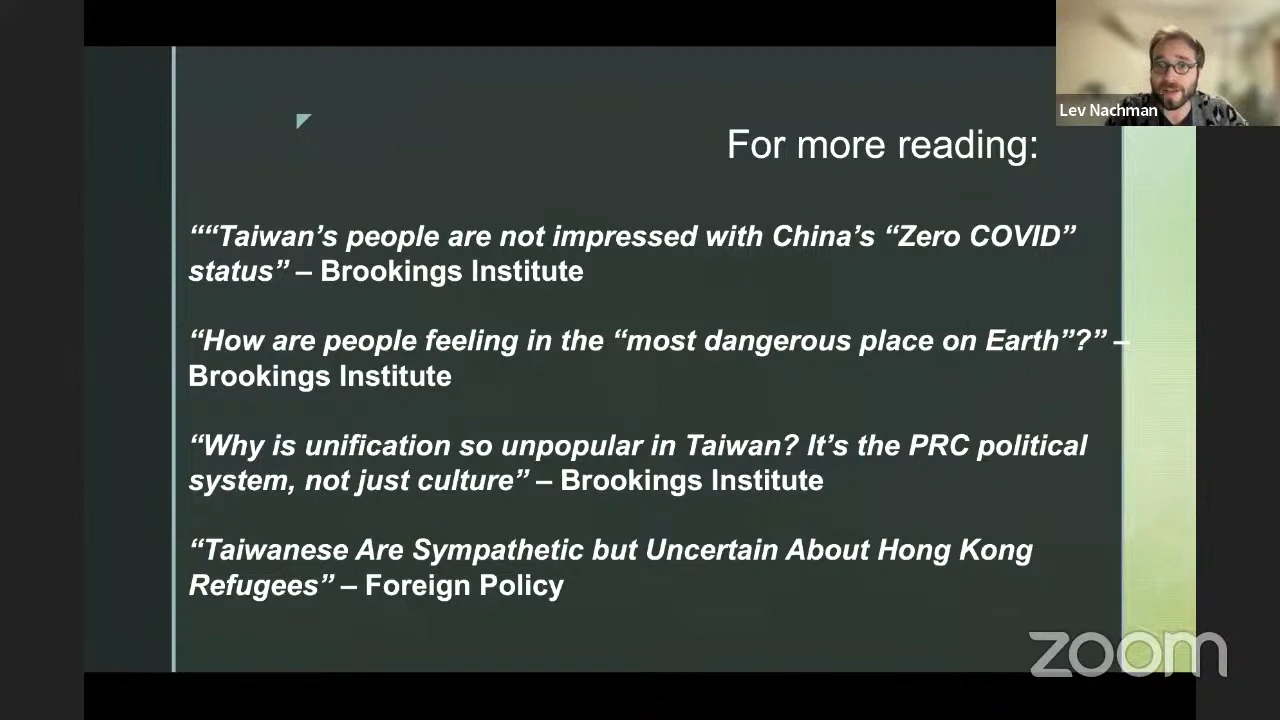 Lev Nachman
For more reading:
““Taiwan’s people are not impressed with China’s “Zero COVID”
status” – Brookings Institute
“How are people feeling in the “most dangerous place on Earth”?” –
Brookings Institute
“Why is unification so unpopular in Taiwan? It’s the PRC political
system, not just culture” – Brookings Institute
“Taiwanese Are Sympathetic but Uncertain About Hong Kong
Refugees” – Foreign Policy
zoom